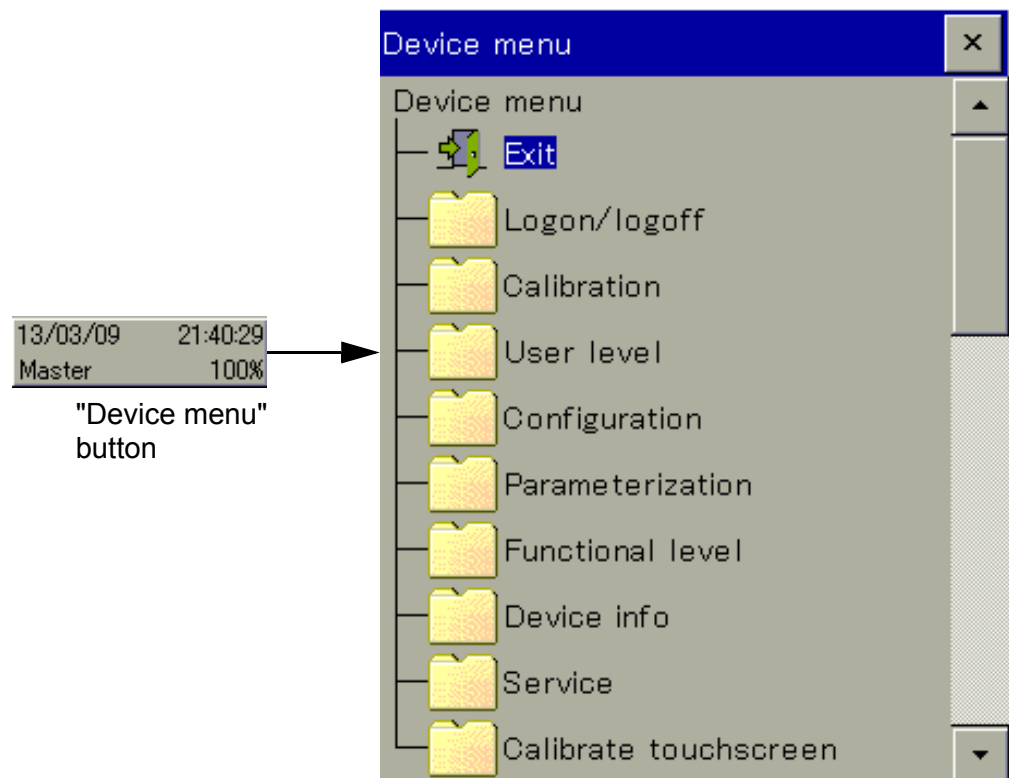 Device menu
Device menu
Exit
Logon/logoff
Calibration
User level
Configuration
Parameterization
Functional level
Device info
Service
Calibrate touchscreen
13/03/09 21:40:29
Master 100%
"Device menu"
button